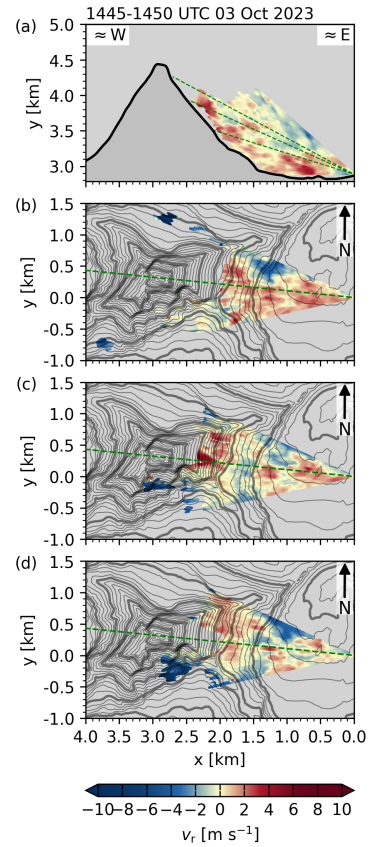 1445-1450 UTC 03 Oct 2023
(a)
5.0
≈ W
≈ E
4.5
4.0
3.5
3.0
y [km]
(b)
1.5
1.0
0.5
0.0
-0.5
-1.0
y [km]
N
(c)
1.5
1.0
0.5
0.0
-0.5
-1.0
y [km]
N
(d)
1.5
1.0
0.5
0.0
-0.5
-1.0
y [km]
N
4.0 3.5 3.0 2.5 2.0 1.5 1.0 0.5 0.0
x [km]
−10 −8 −6 −4 −2 0 2 4 6 8 10
vr [m s−1]